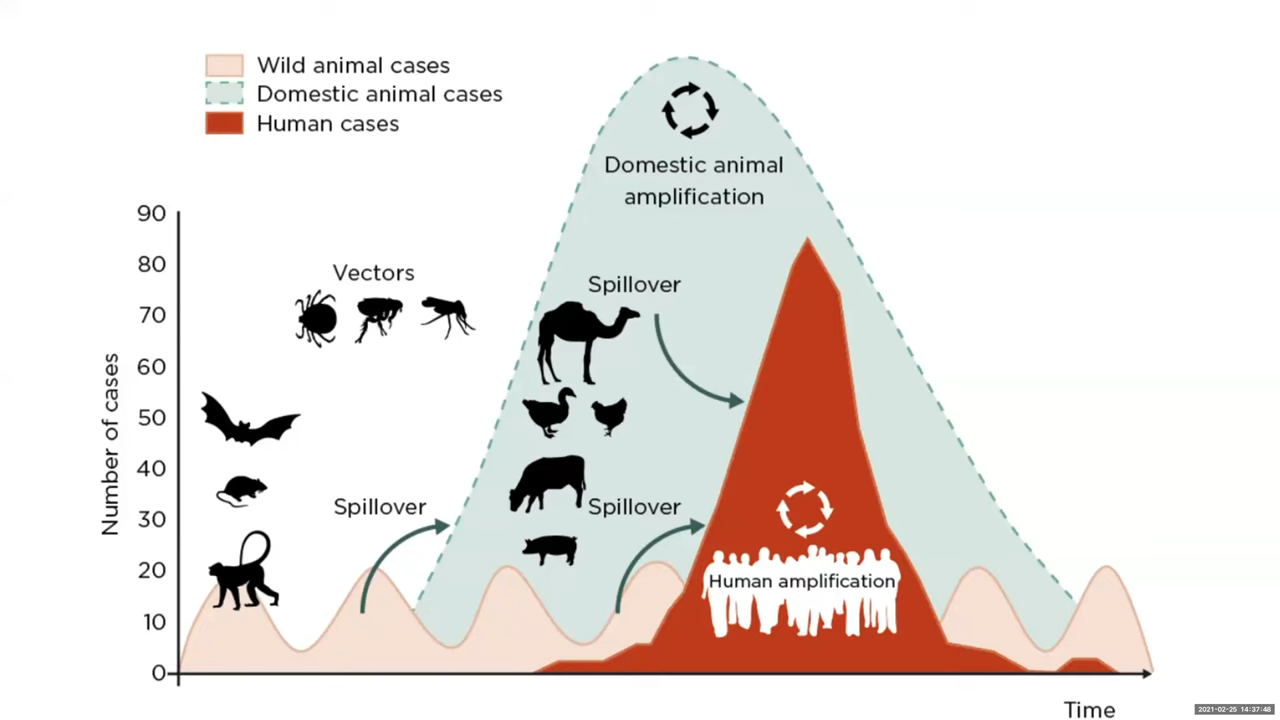 Wild animal cases
Domestic animal cases
Human cases
Domestic animal
amplification
90
80
70
60
50
40
30
20
10
0
Number of cases
Vectors
Spillover
Spillover
Spillover
Human amplification
Time
2021-02-25 14:37:48